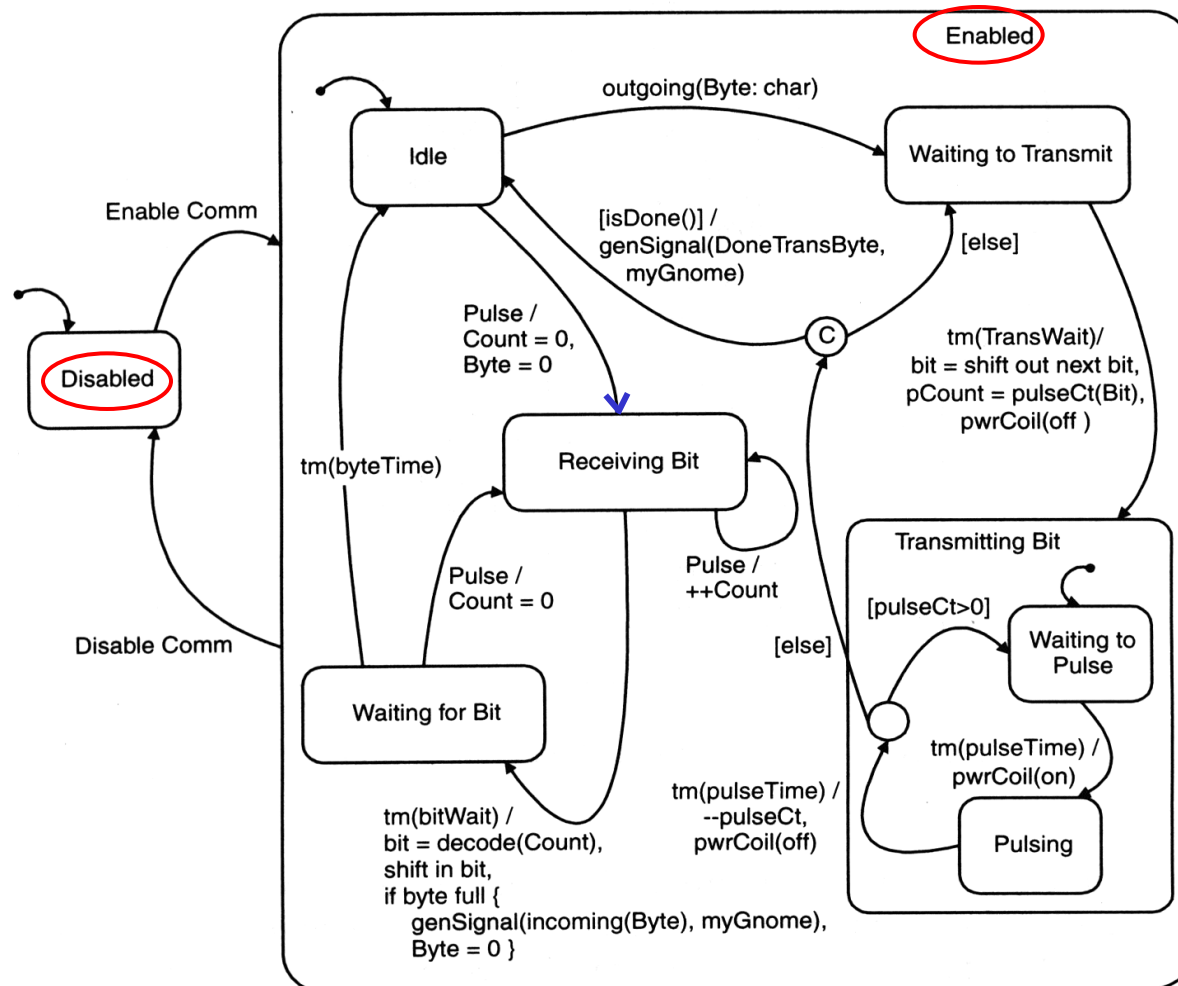 Enabled
outgoing(Byte: char)
Idle
Waiting to Transmit
Enable Comm
[isDone()] /
genSignal(DoneTransByte,
myGnome)
[else]
Pulse /
Count = 0,
Byte = 0
C
tm(TransWait)/
bit = shift out next bit,
pCount = pulseCt(Bit),
pwrCoil(off )
Disabled
tm(byteTime)
Receiving Bit
Transmitting Bit
Pulse /
++Count
Pulse /
Count = 0
[pulseCt>0]
Waiting to
Pulse
Disable Comm
[else]
Waiting for Bit
tm(pulseTime) /
pwrCoil(on)
tm(pulseTime) /
--pulseCt,
pwrCoil(off)
Pulsing
tm(bitWait) /
bit = decode(Count),
shift in bit,
if byte full {
genSignal(incoming(Byte), myGnome),
Byte = 0 }